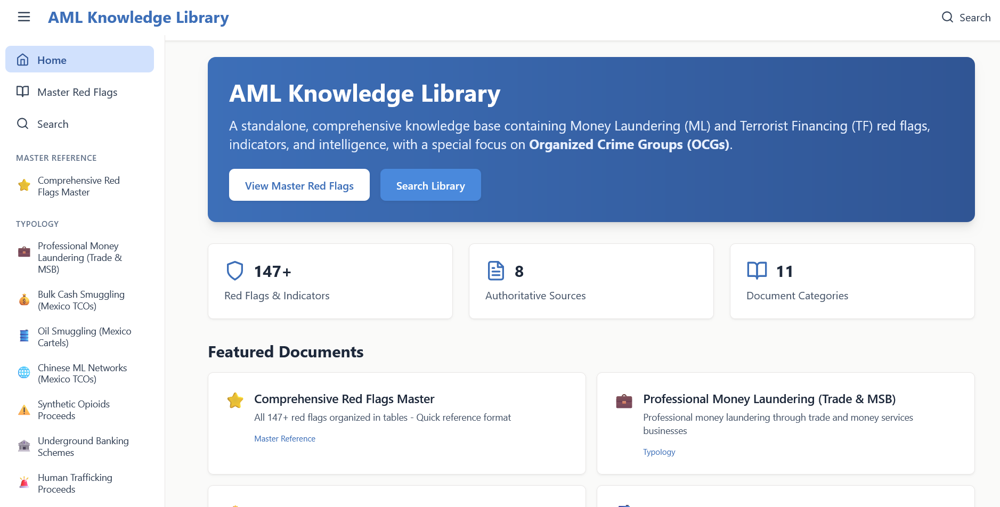 AML Knowledge Library
Search
Home
Master Red Flags
Search
MASTER REFERENCE
Comprehensive Red
Flags Master
TYPOLOGY
Professional Money
Laundering (Trade &
MSB)
Bulk Cash Smuggling
(Mexico TCOs)
Oil Smuggling (Mexico
Cartels)
Chinese ML Networks
(Mexico TCOs)
Synthetic Opioids
Proceeds
Underground Banking
Schemes
Human Trafficking
Proceeds
AML Knowledge Library
A standalone, comprehensive knowledge base containing Money Laundering (ML) and Terrorist Financing (TF) red flags,
indicators, and intelligence, with a special focus on Organized Crime Groups (OCGs).
View Master Red Flags
Search Library
147+
Red Flags & Indicators
8
Authoritative Sources
11
Document Categories
Featured Documents
Comprehensive Red Flags Master
All 147+ red flags organized in tables - Quick reference format
Master Reference
Professional Money Laundering (Trade & MSB)
Professional money laundering through trade and money services
businesses
Typology